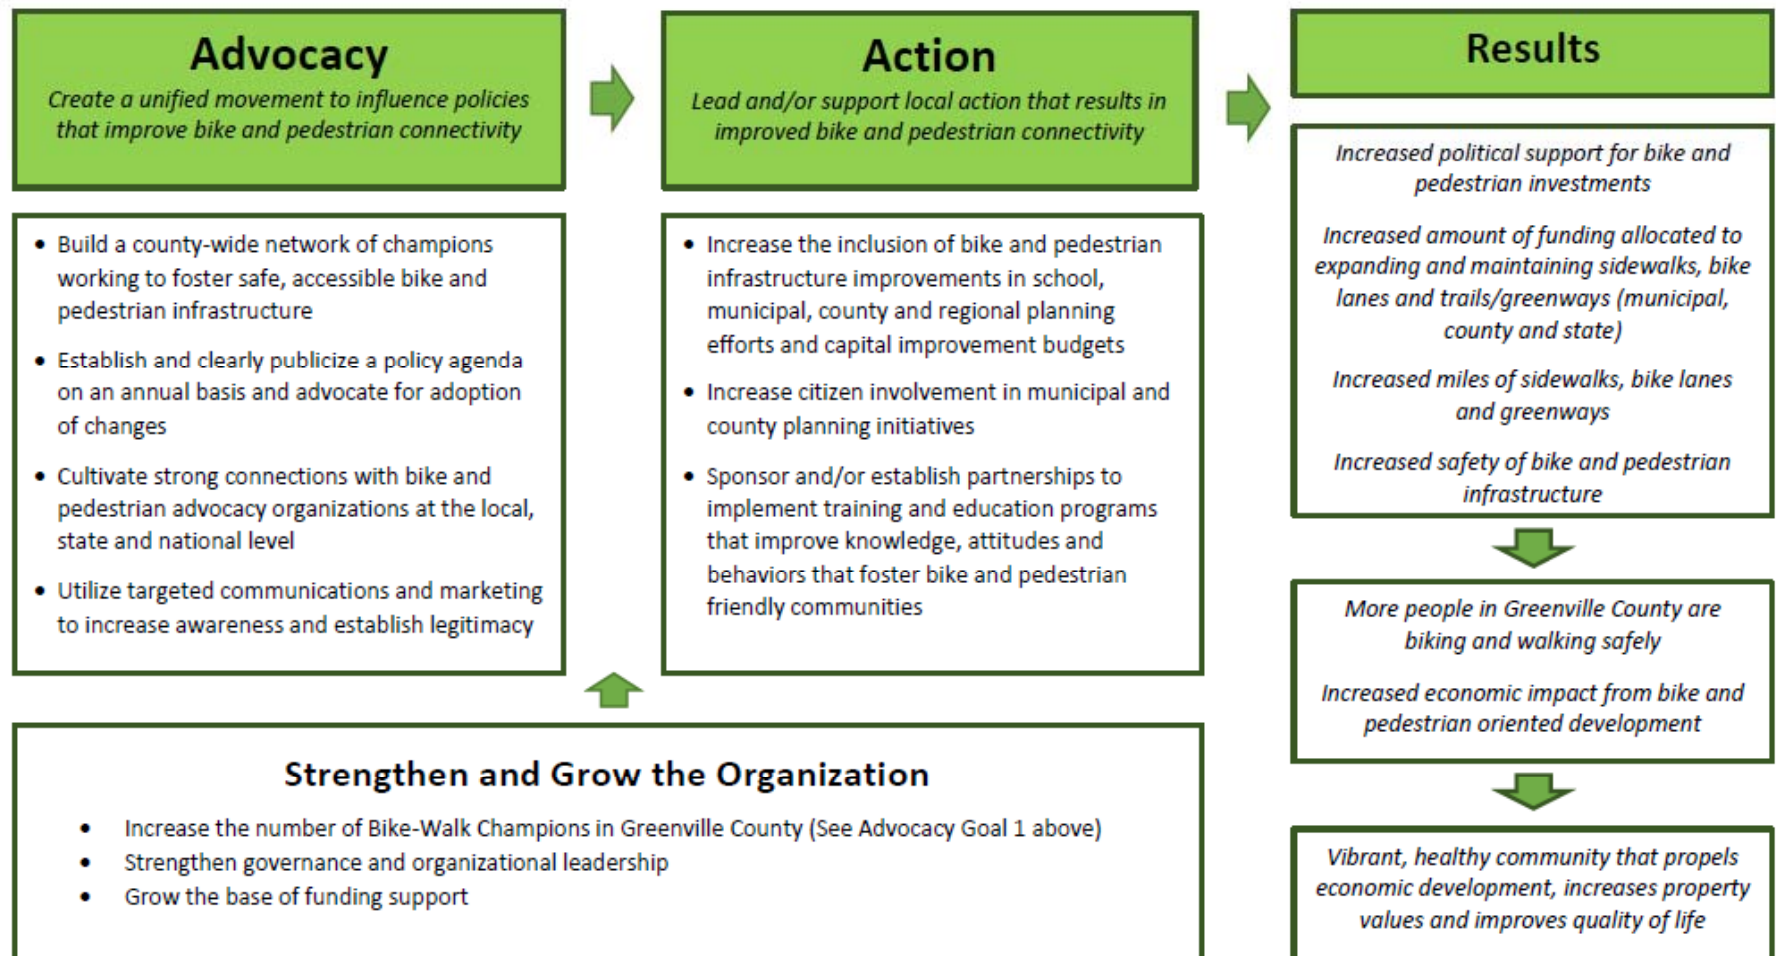 Advocacy
Create a unified movement to influence policies
that improve bike and pedestrian connectivity
• Build a county-wide network of champions
working to foster safe, accessible bike and
pedestrian infrastructure
• Establish and clearly publicize a policy agenda
on an annual basis and advocate for adoption
of changes
• Cultivate strong connections with bike and
pedestrian advocacy organizations at the local,
state and national level
• Utilize targeted communications and marketing
to increase awareness and establish legitimacy
Action
Lead and/or support local action that results in
improved bike and pedestrian connectivity
• Increase the inclusion of bike and pedestrian
infrastructure improvements in school,
municipal, county and regional planning
efforts and capital improvement budgets
• Increase citizen involvement in municipal and
county planning initiatives
• Sponsor and/or establish partnerships to
implement training and education programs
that improve knowledge, attitudes and
behaviors that foster bike and pedestrian
friendly communities
Strengthen and Grow the Organization
• Increase the number of Bike-Walk Champions in Greenville County (See Advocacy Goal 1 above)
• Strengthen governance and organizational leadership
• Grow the base of funding support
Results
Increased political support for bike and
pedestrian investments
Increased amount of funding allocated to
expanding and maintaining sidewalks, bike
lanes and trails/greenways (municipal,
county and state)
Increased miles of sidewalks, bike lanes
and greenways
Increased safety of bike and pedestrian
infrastructure
More people in Greenville County are
biking and walking safely
Increased economic impact from bike and
pedestrian oriented development
Vibrant, healthy community that propels
economic development, increases property
values and improves quality of life